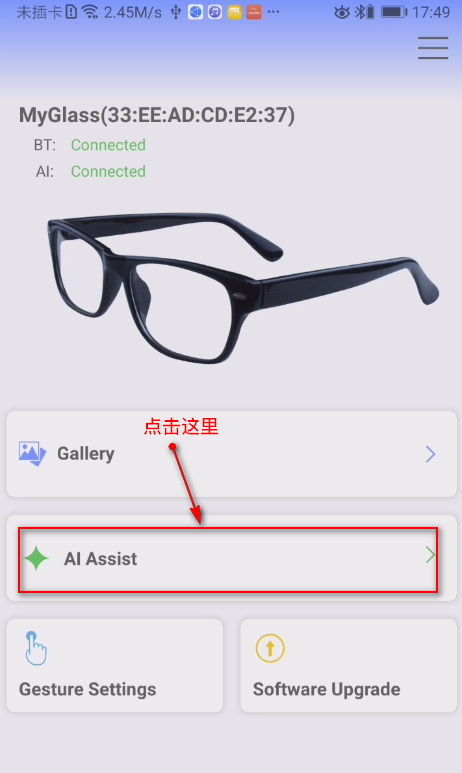 未插卡 2.45M/s 17:49
MyGlass(33:EE:AD:CD:E2:37)
BT: Connected
AI: Connected
点击这里
Gallery
AI Assist
Gesture Settings
Software Upgrade